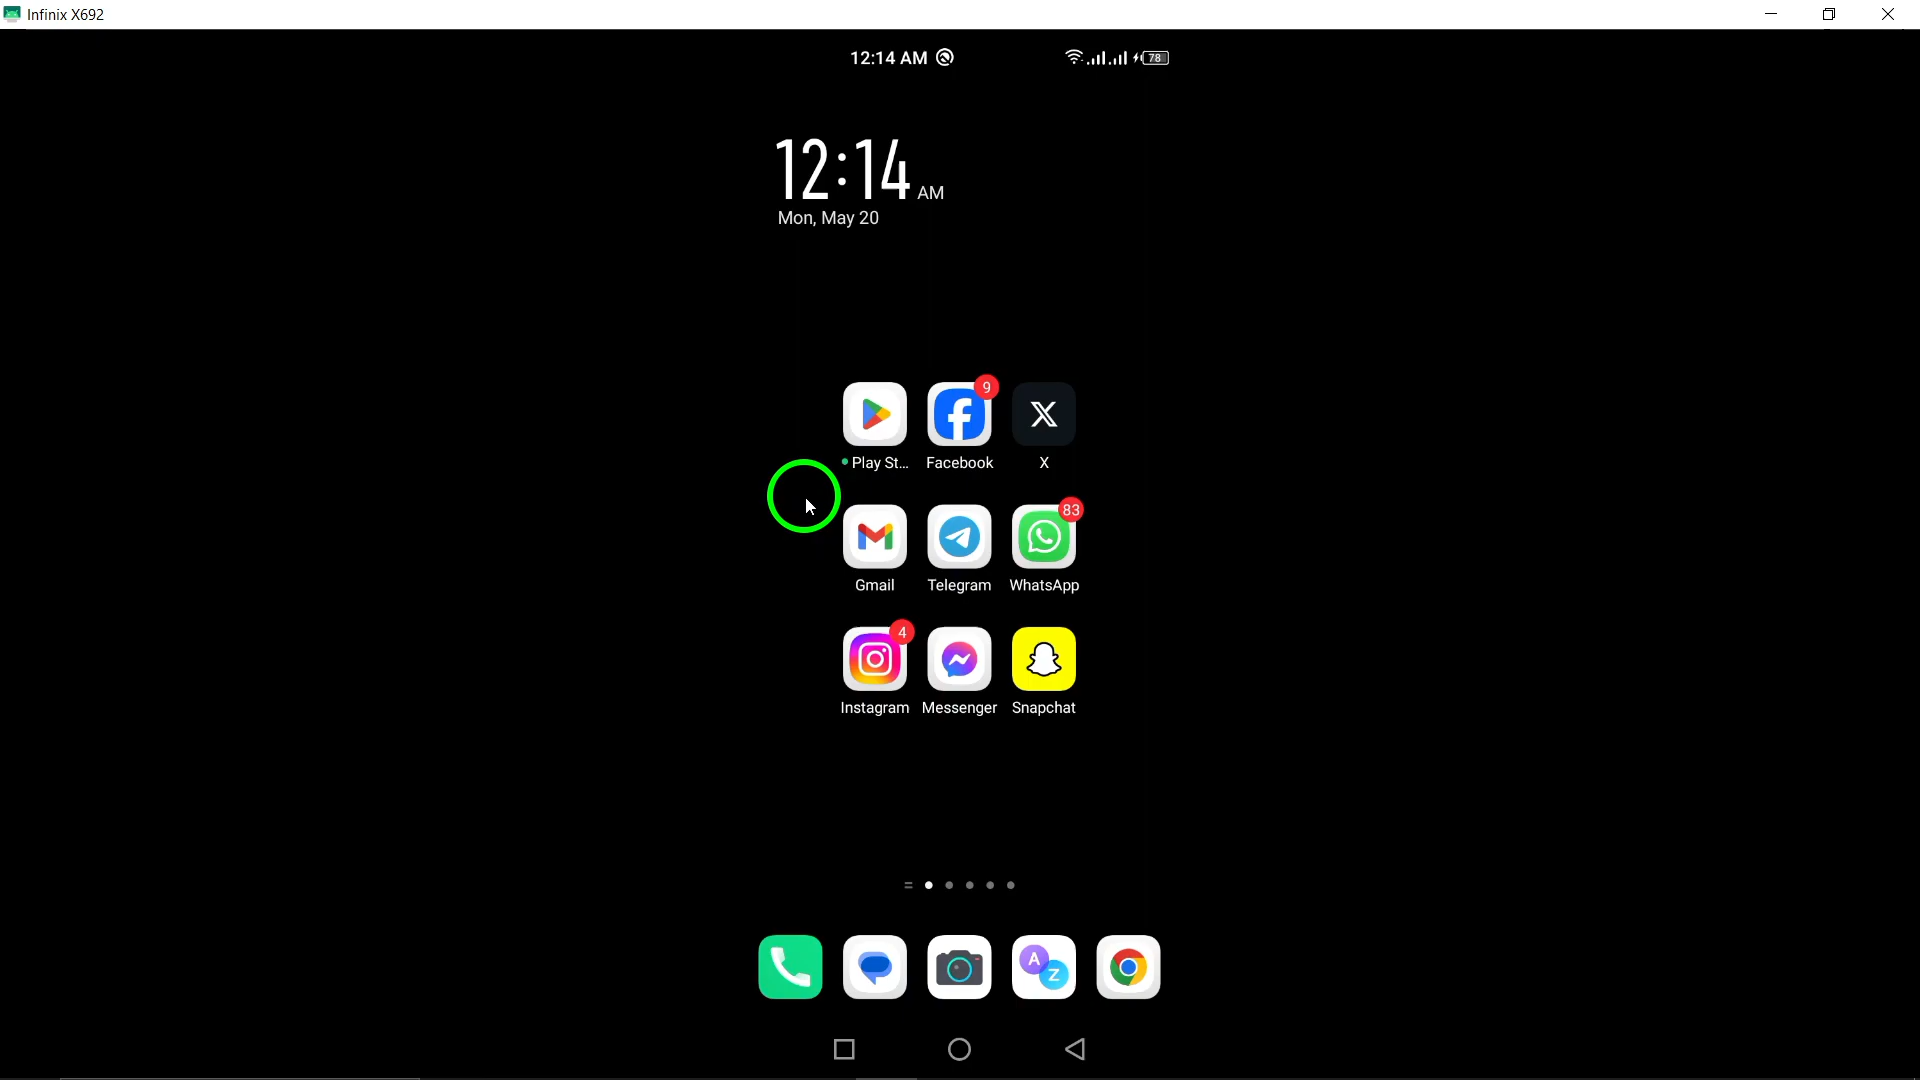 Infinix X692
12:14 AM
78
12:14 AM
Mon, May 20
9
Play St... Facebook X
83
Gmail Telegram WhatsApp
4
Instagram Messenger Snapchat
A Z